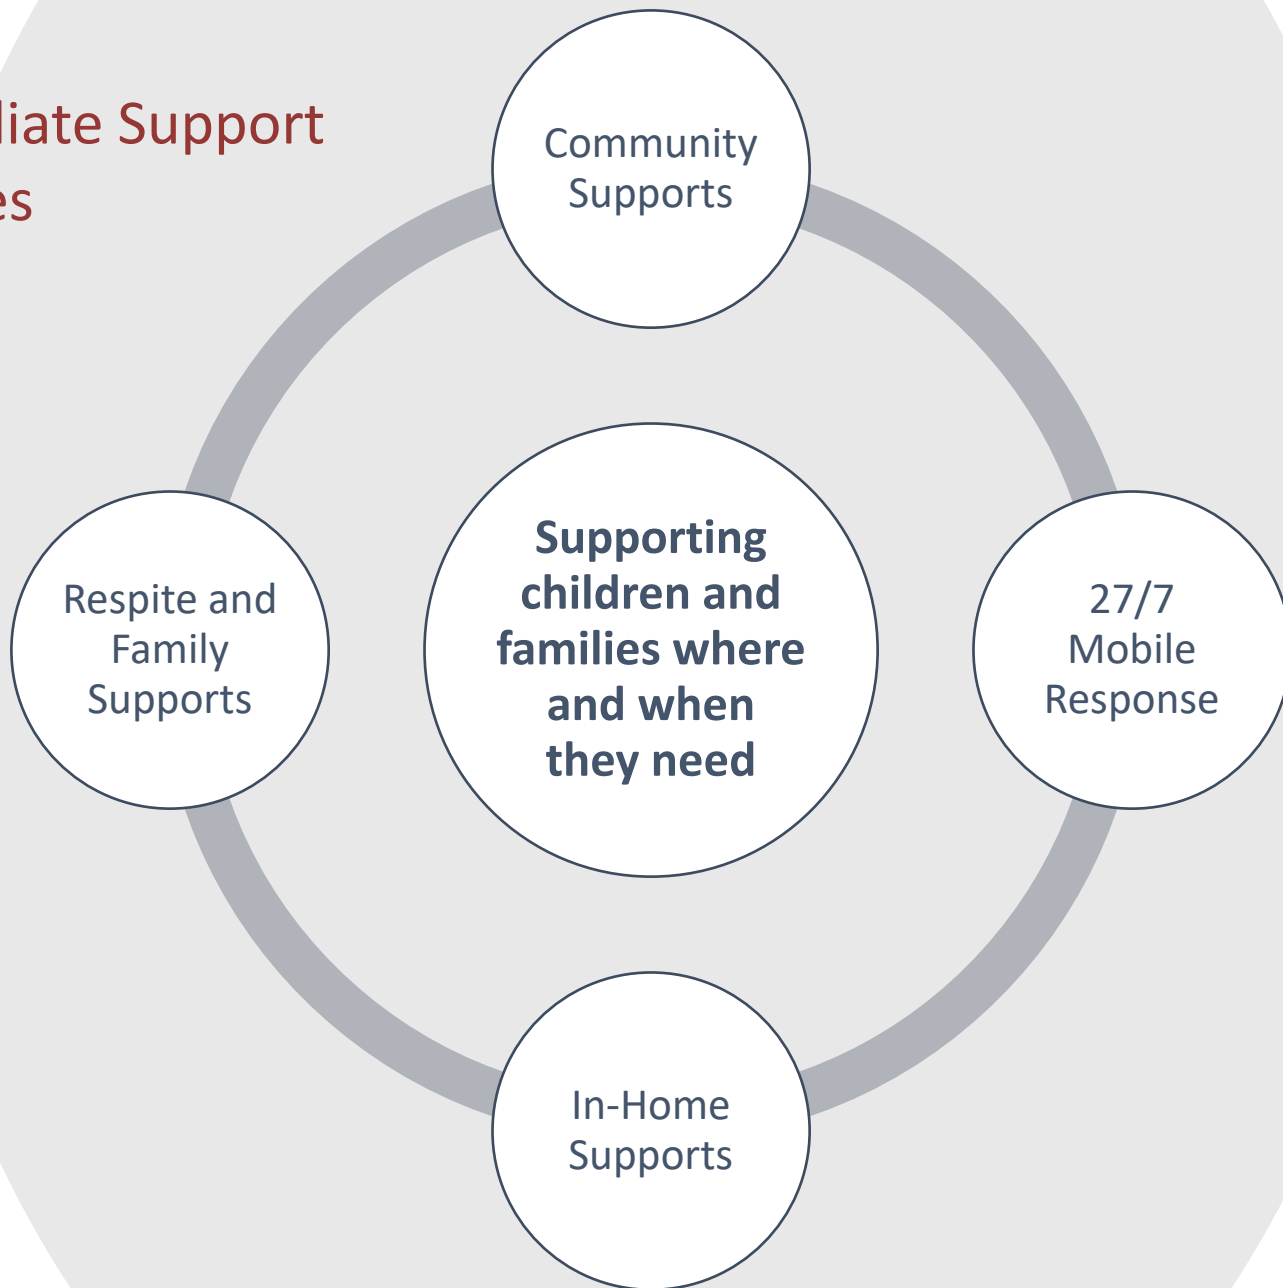 diate Support
es
Community
Supports
Respite and
Family
Supports
Supporting
children and
families where
and when
they need
27/7
Mobile
Response
In-Home
Supports